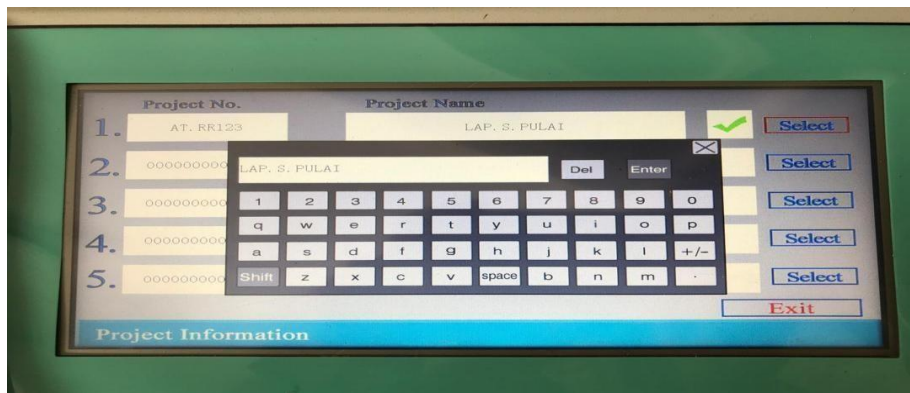 Project No. Project Name
1. AT. RR123 LAP. S. PULAI Select
2. 000000000 Select
3. 000000000 Select
4. 000000000 Select
5. 000000000 Select
LAP. S. PULAI Del Enter
1 2 3 4 5 6 7 8 9 0
q w e r t y u i o p
a s d f g h j k l +/-
Shift z x c v space b n m .
Exit
Project Information